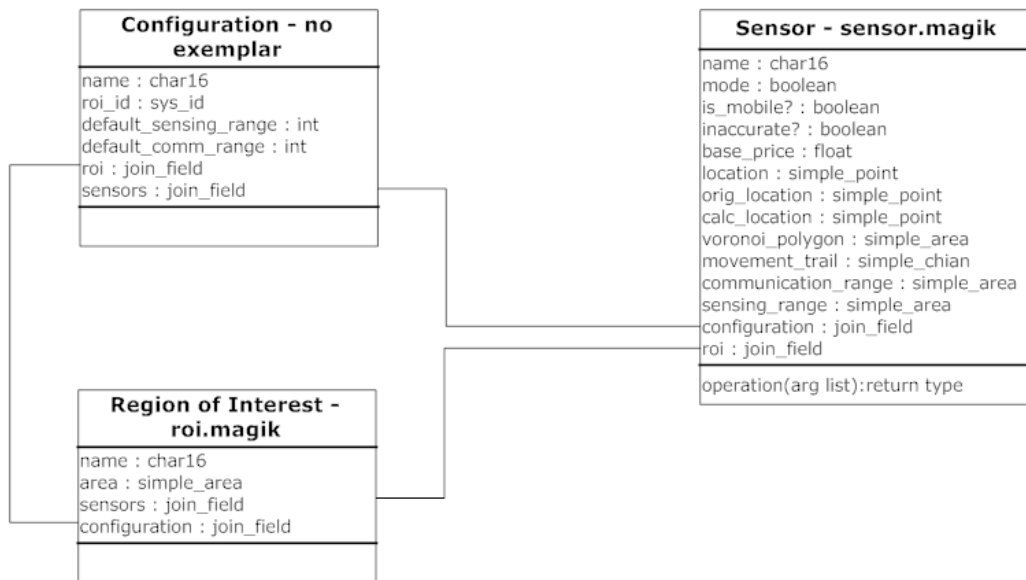 Configuration - no
exemplar
name : char16
roi_id : sys_id
default_sensing_range : int
default_comm_range : int
roi : join_field
sensors : join_field
Sensor - sensor.magik
name : char16
mode : boolean
is_mobile? : boolean
inaccurate? : boolean
base_price : float
location : simple_point
orig_location : simple_point
calc_location : simple_point
voronoi_polygon : simple_area
movement_trail : simple_chian
communication_range : simple_area
sensing_range : simple_area
configuration : join_field
roi : join_field
operation(arg list):return type
Region of Interest -
roi.magik
name : char16
area : simple_area
sensors : join_field
configuration : join_field